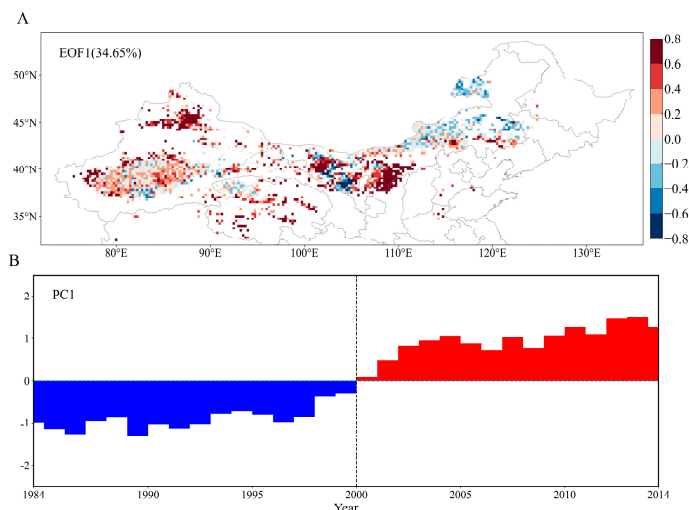 A
EOF1(34.65%)
50°N
45°N
40°N
35°N
80°E
90°E
100°E
110°E
120°E
130°E
0.8
0.6
0.4
0.2
0.0
−0.2
−0.4
−0.6
−0.8
B
PC1
2
1
0
-1
-2
1984
1990
1995
2000
2005
2010
2014
Year